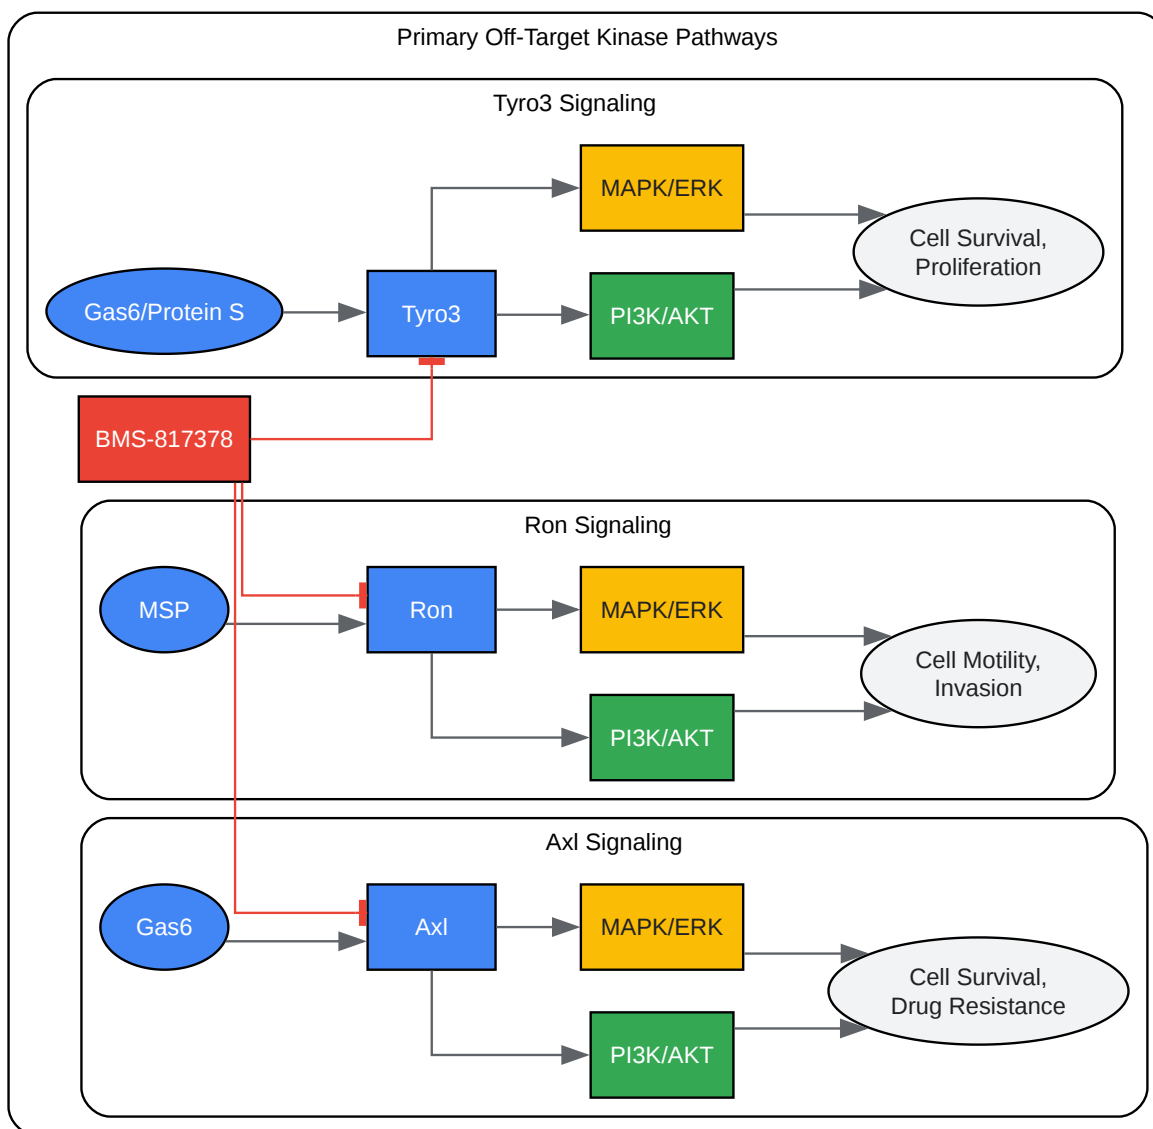 Primary Off-Target Kinase Pathways
Tyro3 Signaling
MAPK/ERK
Cell Survival,
Proliferation
Gas6/Protein S
Tyro3
PI3K/AKT
BMS-817378
Ron Signaling
MSP
Ron
MAPK/ERK
Cell Motility,
Invasion
PI3K/AKT
Axl Signaling
Gas6
Axl
MAPK/ERK
Cell Survival,
Drug Resistance
PI3K/AKT